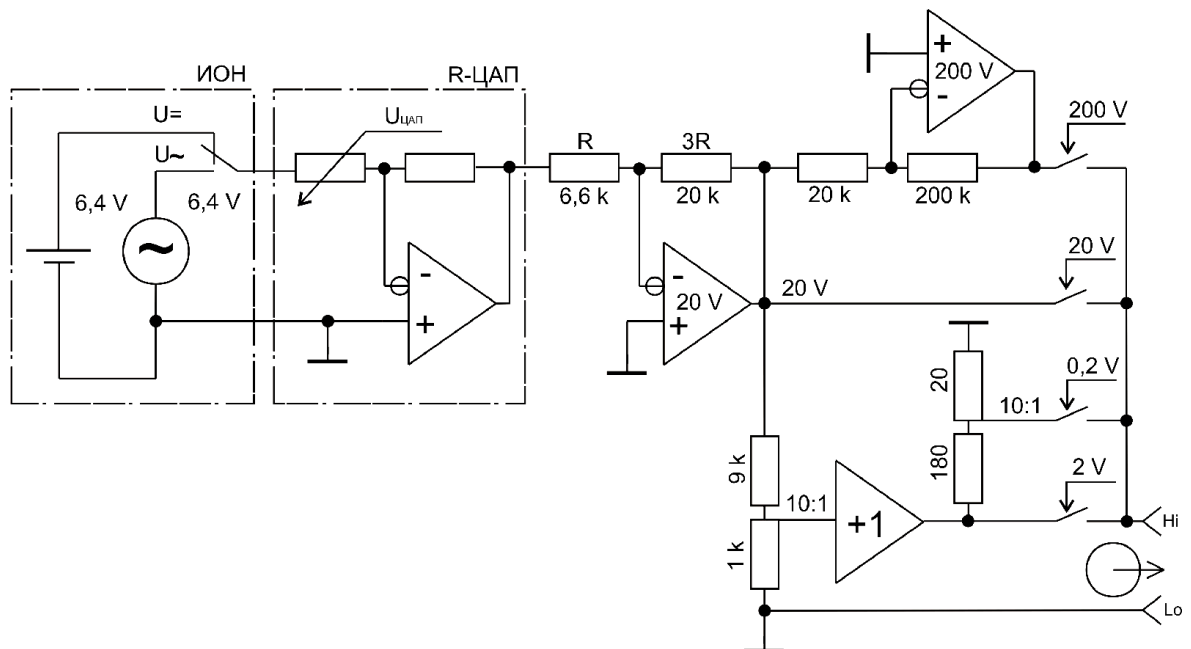 ИОН
U=
U~
6,4 V
6,4 V
~
R-ЦАП
UЦАП
-
+
R
6,6 k
3R
20 k
-
20 V
+
20 V
+
200 V
-
20 k
200 k
200 V
20 V
20
10:1
0,2 V
180
2 V
9 k
10:1
1 k
+1
Hi
Lo